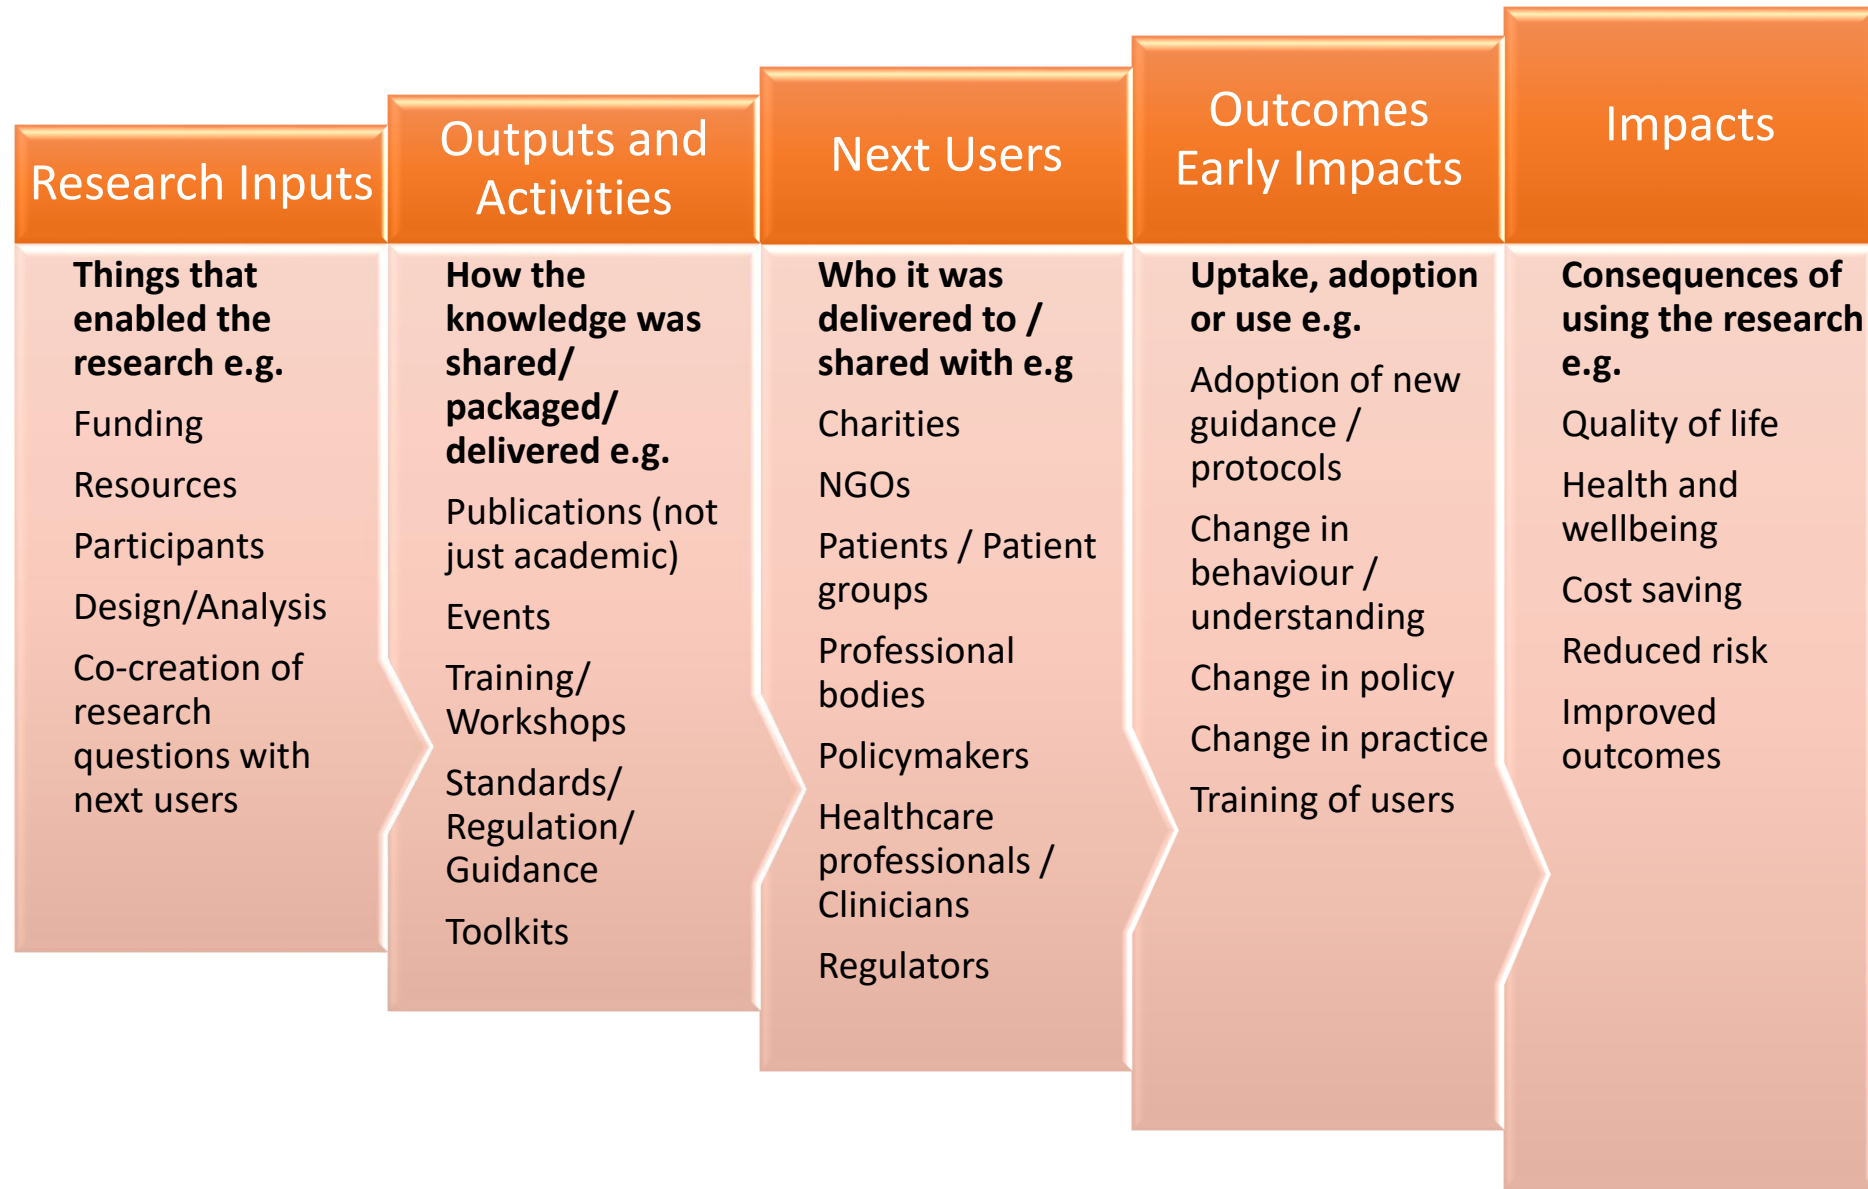 Research Inputs
Things that
enabled the
research e.g.
Funding
Resources
Participants
Design/Analysis
Co-creation of
research
questions with
next users
Outputs and
Activities
How the
knowledge was
shared/
packaged/
delivered e.g.
Publications (not
just academic)
Events
Training/
Workshops
Standards/
Regulation/
Guidance
Toolkits
Next Users
Who it was
delivered to /
shared with e.g
Charities
NGOs
Patients / Patient
groups
Professional
bodies
Policymakers
Healthcare
professionals /
Clinicians
Regulators
Outcomes
Early Impacts
Uptake, adoption
or use e.g.
Adoption of new
guidance /
protocols
Change in
behaviour /
understanding
Change in policy
Change in practice
Training of users
Impacts
Consequences of
using the research
e.g.
Quality of life
Health and
wellbeing
Cost saving
Reduced risk
Improved
outcomes